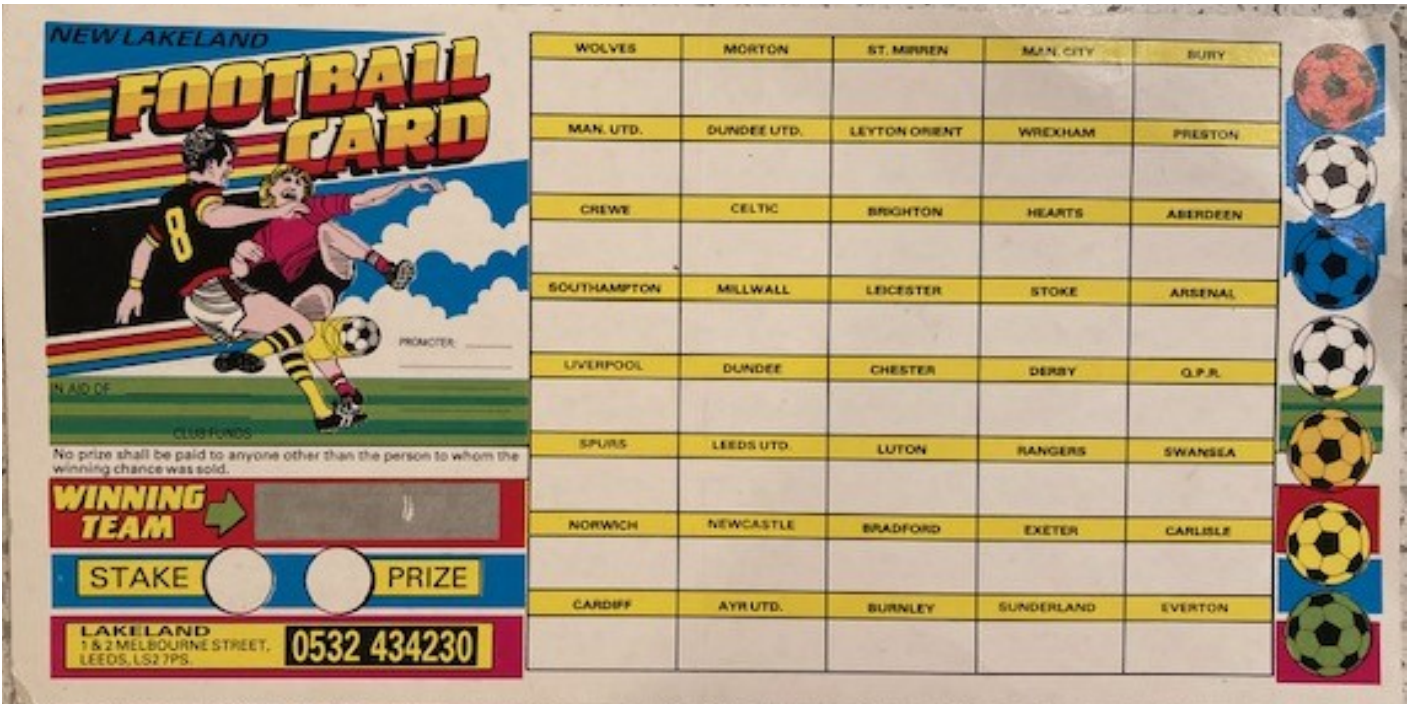 NEW LAKELAND
FOOTBALL
CARD
8
PROMOTER:
IN AID OF
CLUB FUNDS
No prize shall be paid to anyone other than the person to whom the
winning chance was sold.
WINNING
TEAM
STAKE PRIZE
LAKELAND
1 & 2 MELBOURNE STREET,
LEEDS, LS2 7PS.
0532 434230
WOLVES MORTON ST. MIRREN MAN. CITY BURY
MAN. UTD. DUNDEE UTD. LEYTON ORIENT WREXHAM PRESTON
CREWE CELTIC BRIGHTON HEARTS ABERDEEN
SOUTHAMPTON MILLWALL LEICESTER STOKE ARSENAL
LIVERPOOL DUNDEE CHESTER DERBY Q.P.R.
SPURS LEEDS UTD. LUTON RANGERS SWANSEA
NORWICH NEWCASTLE BRADFORD EXETER CARLISLE
CARDIFF AYR UTD. BURNLEY SUNDERLAND EVERTON